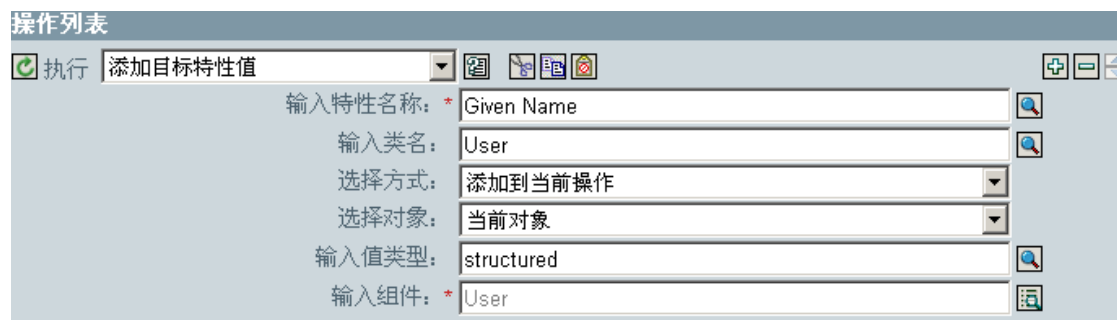 操作列表
执行 添加目标特性值
输入特性名称：* Given Name
输入类名： User
选择方式： 添加到当前操作
选择对象： 当前对象
输入值类型： structured
输入组件：* User